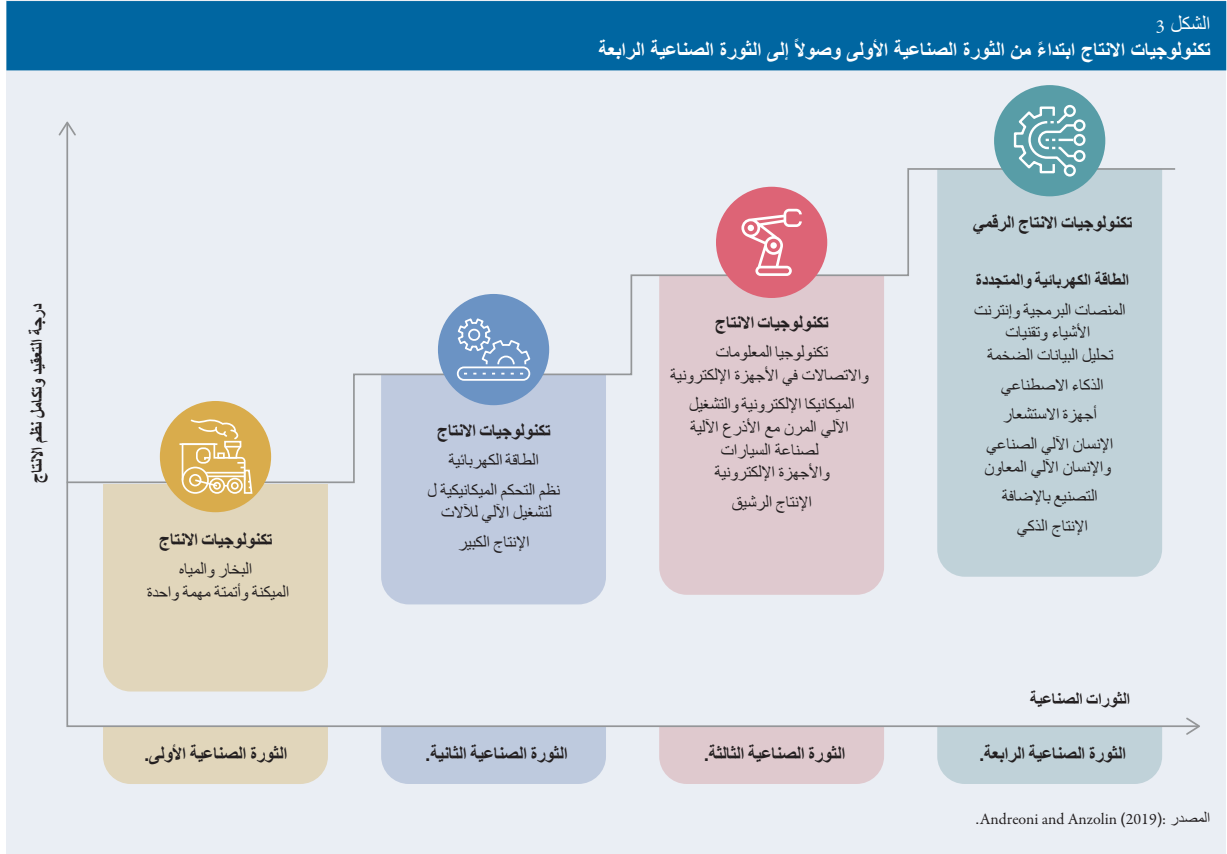 الشكل 3
تكنولوجيات الانتاج ابتداءً من الثورة الصناعية الأولى وصولاً إلى الثورة الصناعية الرابعة
درجة التعقيد وتكامل نظم الانتاج
تكنولوجيات الانتاج
البخار والمياه
الميكنة وأتمتة مهمة واحدة
تكنولوجيات الانتاج
الطاقة الكهربائية
نظم التحكم الميكانيكية ل
لتشغيل الآلي للآلات
الإنتاج الكبير
تكنولوجيات الانتاج
تكنولوجيا المعلومات
والاتصالات في الأجهزة الإلكترونية
الميكانيكا الإلكترونية والتشغيل
الآلي المرن مع الأذرع الآلية
لصناعة السيارات
والأجهزة الإلكترونية
الإنتاج الرشيق
تكنولوجيات الانتاج الرقمي
الطاقة الكهربائية والمتجددة
المنصات البرمجية وإنترنت
الأشياء وتقنيات
تحليل البيانات الضخمة
الذكاء الاصطناعي
أجهزة الاستشعار
الإنسان الآلي الصناعي
والإنسان الآلي المعاون
التصنيع بالإضافة
الإنتاج الذكي
الثورات الصناعية
الثورة الصناعية الأولى.
الثورة الصناعية الثانية.
الثورة الصناعية الثالثة.
الثورة الصناعية الرابعة.
المصدر :Andreoni and Anzolin (2019).